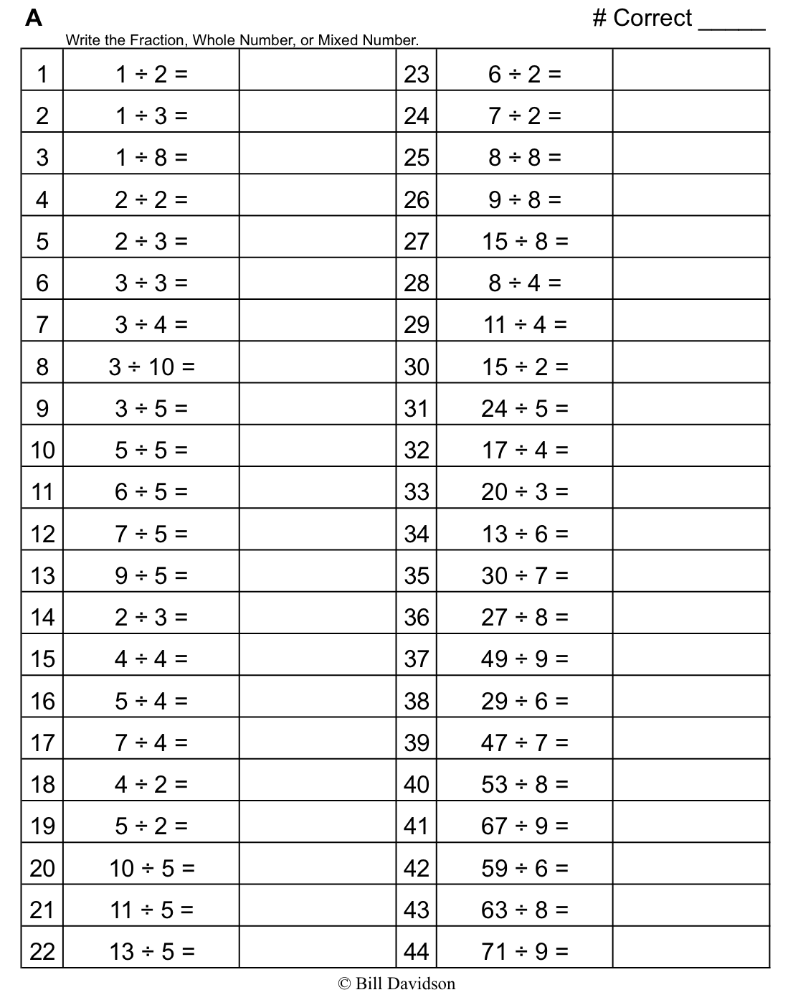 A
# Correct _____
Write the Fraction, Whole Number, or Mixed Number.
1 1 ÷ 2 = 23 6 ÷ 2 =
2 1 ÷ 3 = 24 7 ÷ 2 =
3 1 ÷ 8 = 25 8 ÷ 8 =
4 2 ÷ 2 = 26 9 ÷ 8 =
5 2 ÷ 3 = 27 15 ÷ 8 =
6 3 ÷ 3 = 28 8 ÷ 4 =
7 3 ÷ 4 = 29 11 ÷ 4 =
8 3 ÷ 10 = 30 15 ÷ 2 =
9 3 ÷ 5 = 31 24 ÷ 5 =
10 5 ÷ 5 = 32 17 ÷ 4 =
11 6 ÷ 5 = 33 20 ÷ 3 =
12 7 ÷ 5 = 34 13 ÷ 6 =
13 9 ÷ 5 = 35 30 ÷ 7 =
14 2 ÷ 3 = 36 27 ÷ 8 =
15 4 ÷ 4 = 37 49 ÷ 9 =
16 5 ÷ 4 = 38 29 ÷ 6 =
17 7 ÷ 4 = 39 47 ÷ 7 =
18 4 ÷ 2 = 40 53 ÷ 8 =
19 5 ÷ 2 = 41 67 ÷ 9 =
20 10 ÷ 5 = 42 59 ÷ 6 =
21 11 ÷ 5 = 43 63 ÷ 8 =
22 13 ÷ 5 = 44 71 ÷ 9 =
© Bill Davidson